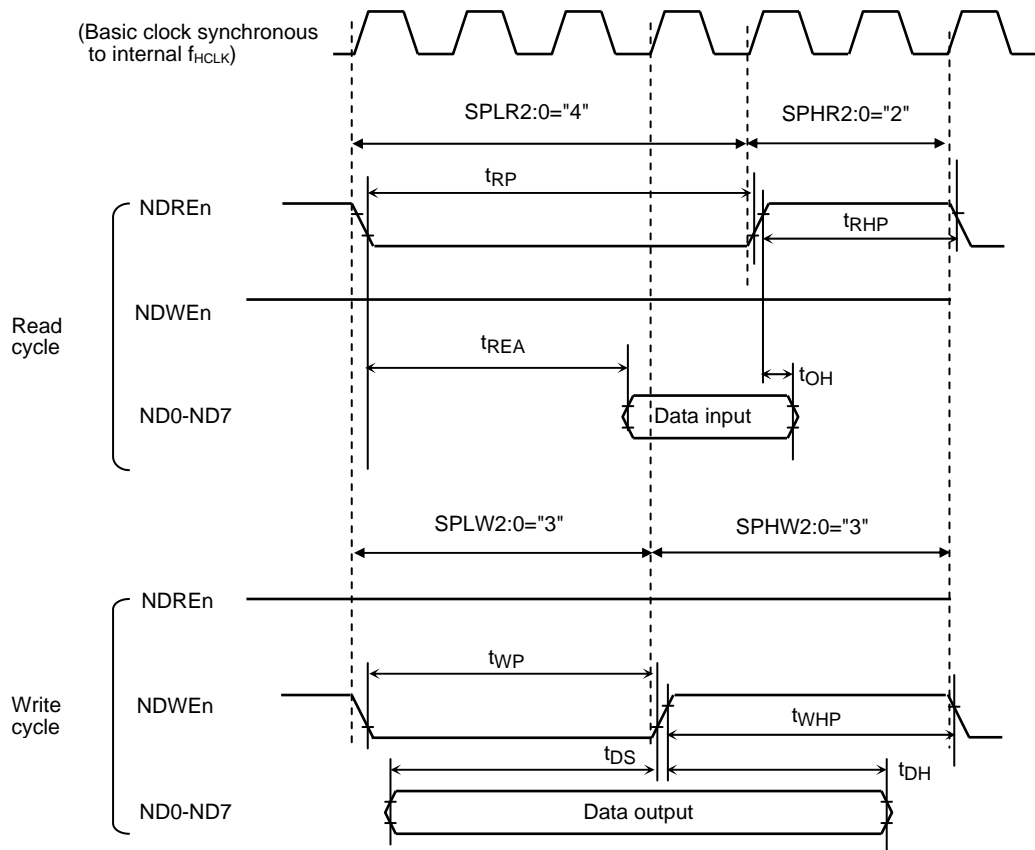 (Basic clock synchronous
to internal fHCLK)
SPLR2:0="4"
SPHR2:0="2"
tRP
NDREn
tRHP
NDWEn
Read
cycle
tREA
tOH
ND0-ND7
Data input
SPLW2:0="3"
SPHW2:0="3"
NDREn
tWP
Write
cycle
NDWEn
tWHP
tDS
tDH
ND0-ND7
Data output